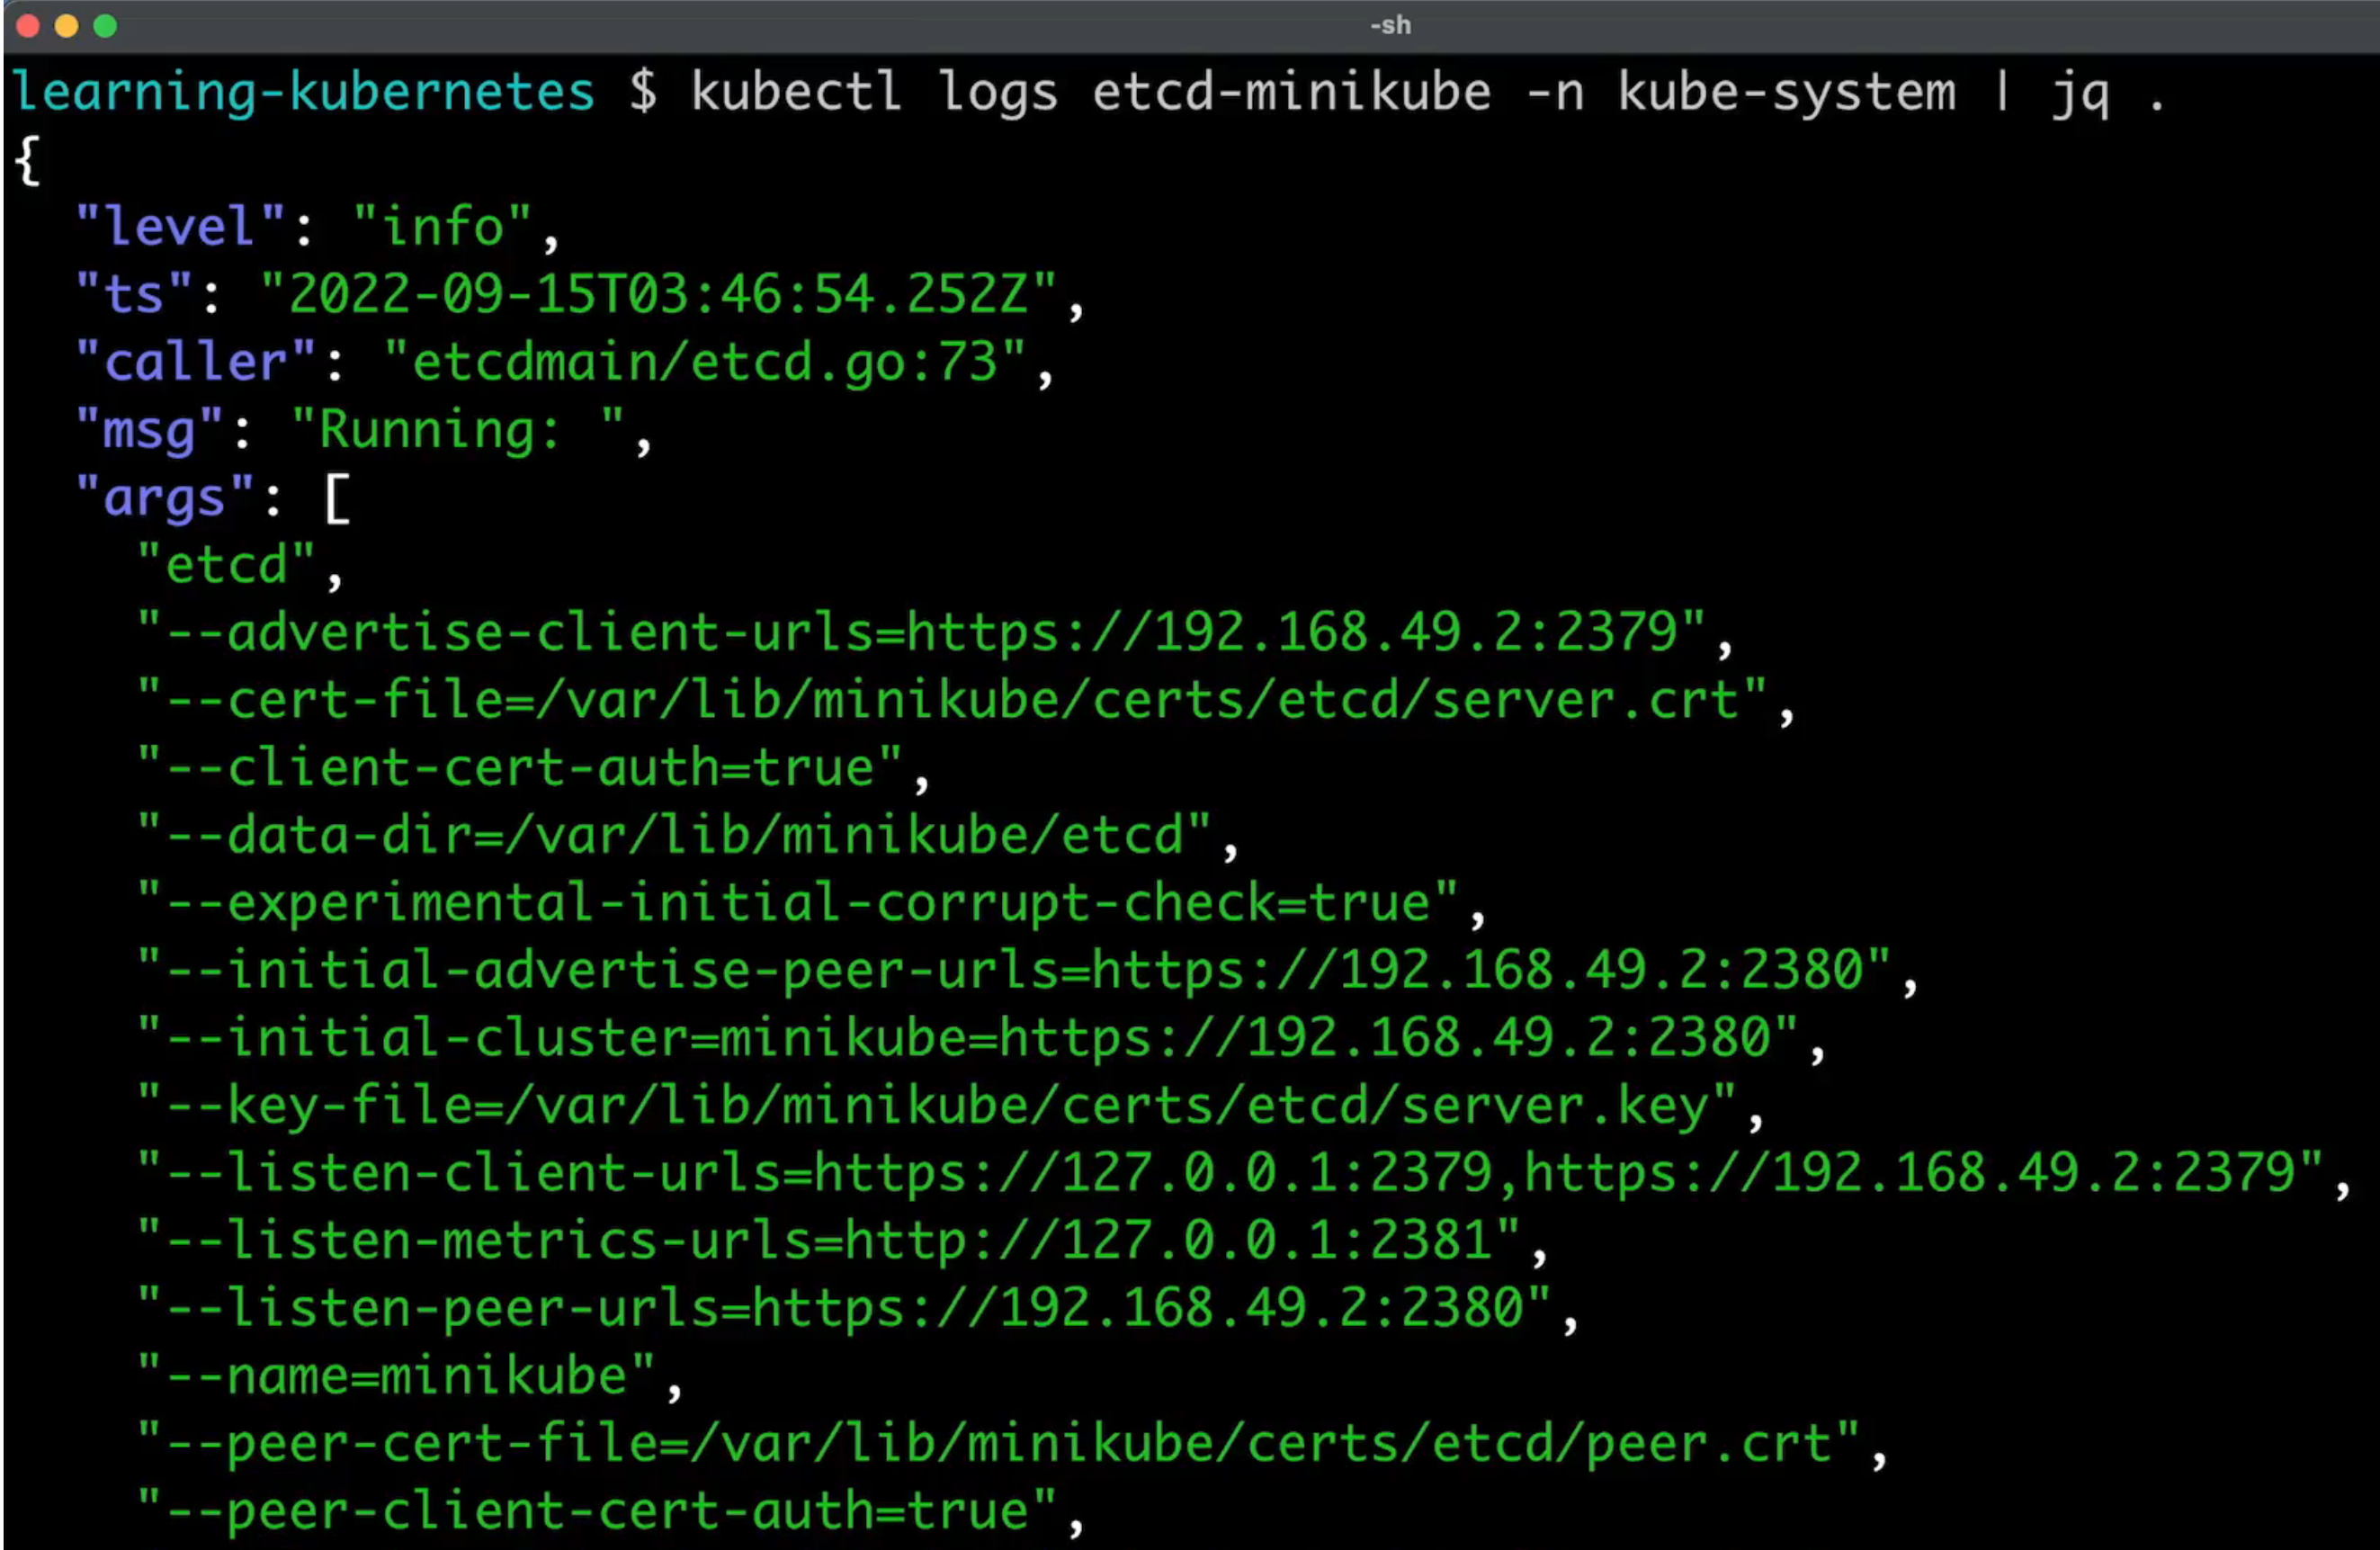 -sh
learning-kubernetes $ kubectl logs etcd-minikube -n kube-system | jq .
{
  "level": "info",
  "ts": "2022-09-15T03:46:54.252Z",
  "caller": "etcdmain/etcd.go:73",
  "msg": "Running: ",
  "args": [
    "etcd",
    "--advertise-client-urls=https://192.168.49.2:2379",
    "--cert-file=/var/lib/minikube/certs/etcd/server.crt",
    "--client-cert-auth=true",
    "--data-dir=/var/lib/minikube/etcd",
    "--experimental-initial-corrupt-check=true",
    "--initial-advertise-peer-urls=https://192.168.49.2:2380",
    "--initial-cluster=minikube=https://192.168.49.2:2380",
    "--key-file=/var/lib/minikube/certs/etcd/server.key",
    "--listen-client-urls=https://127.0.0.1:2379,https://192.168.49.2:2379",
    "--listen-metrics-urls=http://127.0.0.1:2381",
    "--listen-peer-urls=https://192.168.49.2:2380",
    "--name=minikube",
    "--peer-cert-file=/var/lib/minikube/certs/etcd/peer.crt",
    "--peer-client-cert-auth=true",